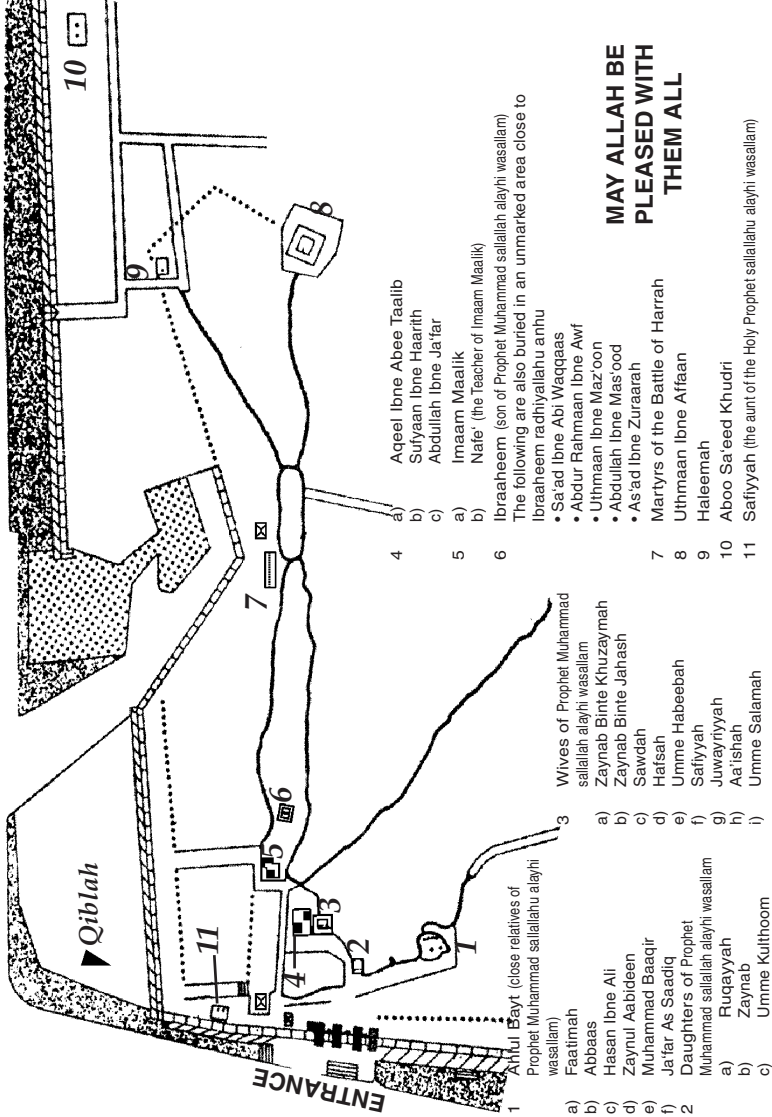 10
9
8
7
Qiblah
11
6
5
4
3
2
1
ENTRANCE
1 Ahlul Bayt (close relatives of
Prophet Muhammad sallallahu alayhi
wasallam)
a) Faatimah
b) Abbaas
c) Hasan Ibne Ali
d) Zaynul Aabideen
e) Muhammad Baaqir
f) Ja'far As Saadiq
2 Daughters of Prophet
Muhammad sallallah alayhi wasallam
a) Ruqayyah
b) Zaynab
c) Umme Kulthoom
3 Wives of Prophet Muhammad
sallallah alayhi wasallam
a) Zaynab Binte Khuzaymah
b) Zaynab Binte Jahash
c) Sawdah
d) Hafsah
e) Umme Habeebah
f) Safiyyah
g) Juwayriyyah
h) Aa'ishah
i) Umme Salamah
4 a) Aqeel Ibne Abee Taalib
b) Sufyaan Ibne Haarith
c) Abdullah Ibne Ja'far
5 a) Imaam Maalik
b) Nafe' (the Teacher of Imaam Maalik)
6 Ibraaheem (son of Prophet Muhammad sallallah alayhi wasallam)
The following are also buried in an unmarked area close to
Ibraaheem radhiyallahu anhu
• Sa'ad Ibne Abi Waqqaas
• Abdur Rahmaan Ibne Awf
• Uthmaan Ibne Maz'oon
• Abdullah Ibne Mas'ood
• As'ad Ibne Zuraarah
7 Martyrs of the Battle of Harrah
8 Uthmaan Ibne Affaan
9 Haleemah
10 Aboo Sa'eed Khudri
11 Safiyyah (the aunt of the Holy Prophet sallallahu alayhi wasallam)
MAY ALLAH BE
PLEASED WITH
THEM ALL